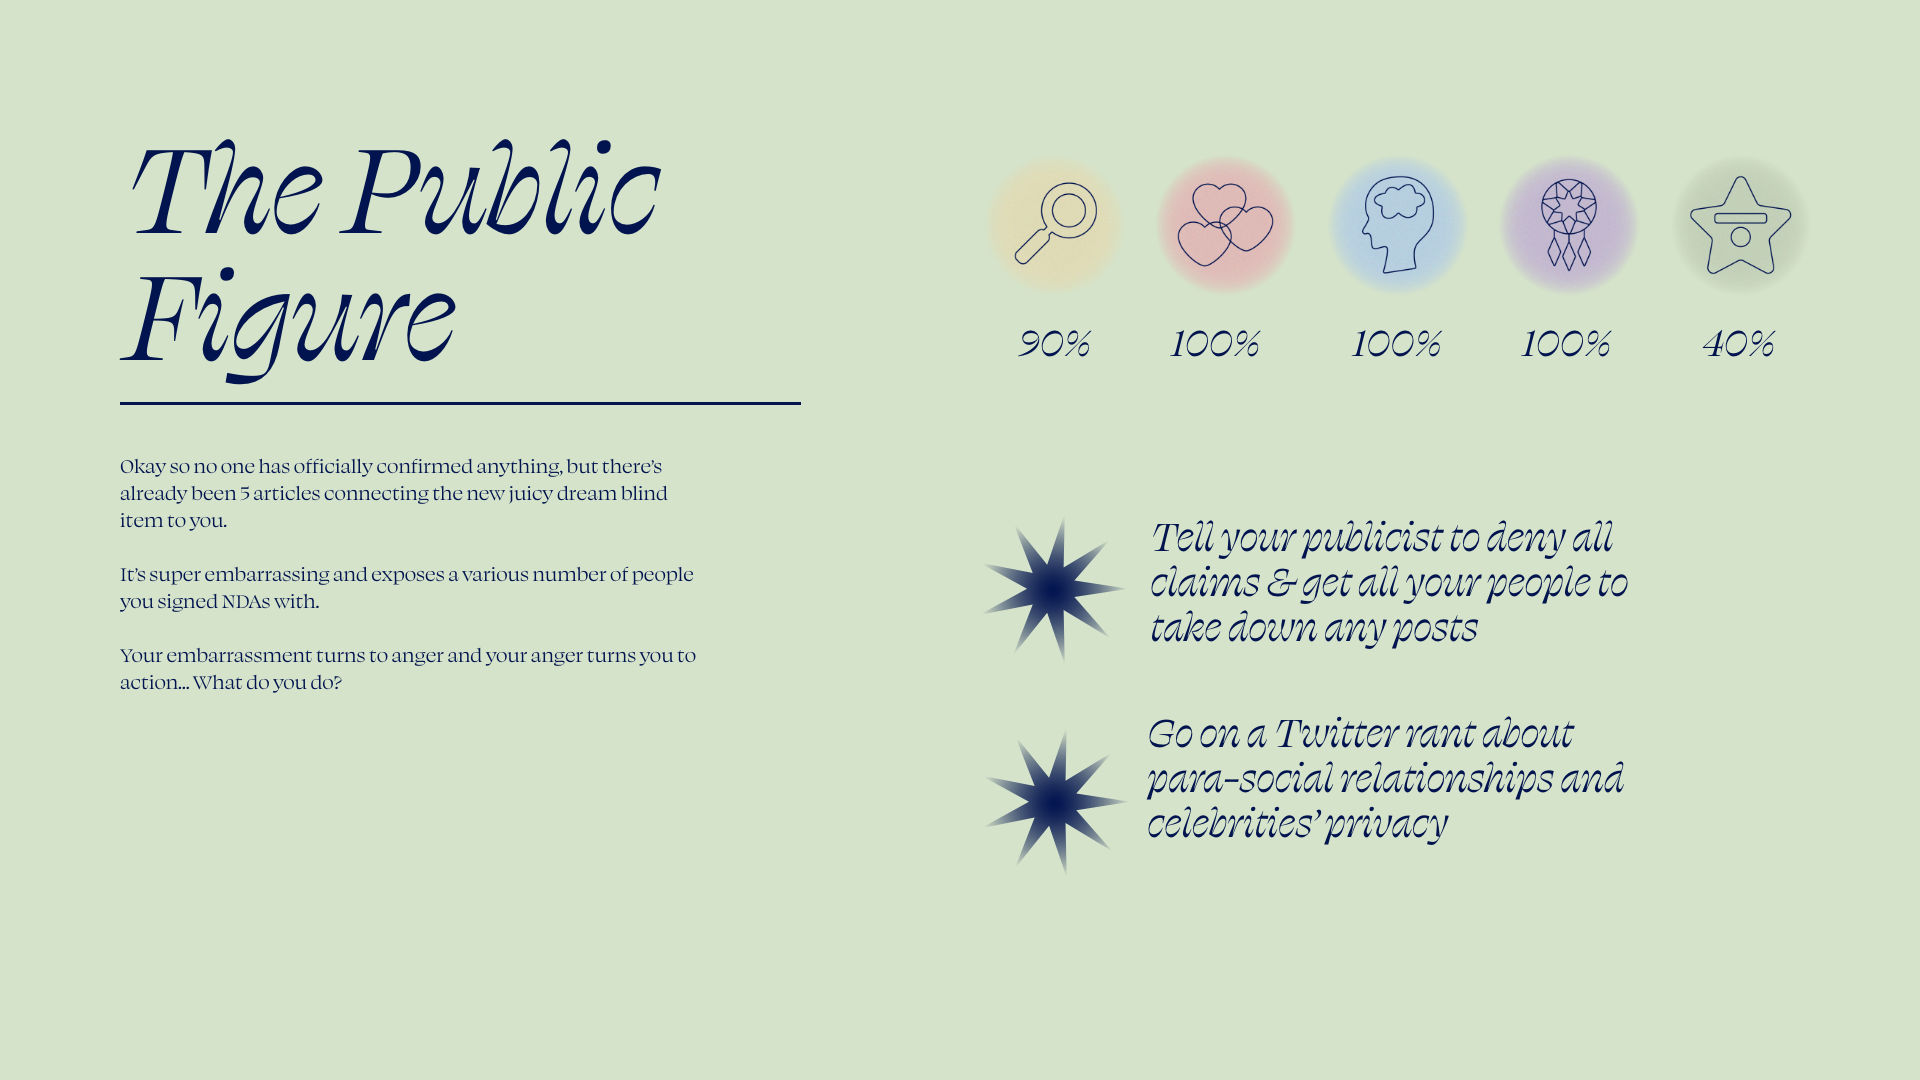 The Public
Figure
Okay so no one has officially confirmed anything, but there's
already been 5 articles connecting the new juicy dream blind
item to you.
It's super embarrassing and exposes a various number of people
you signed NDAs with.
Your embarrassment turns to anger and your anger turns you to
action... What do you do?
90% 100% 100% 100% 40%
Tell your publicist to deny all
claims & get all your people to
take down any posts
Go on a Twitter rant about
para-social relationships and
celebrities' privacy